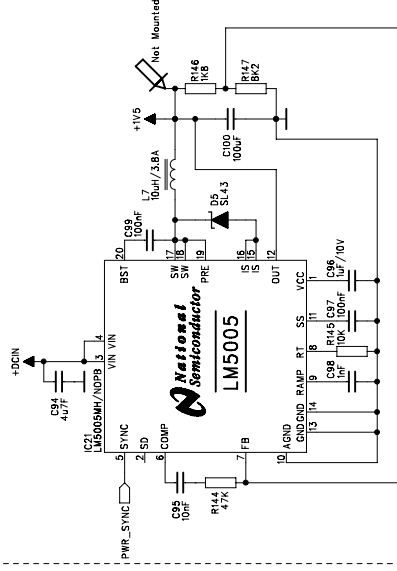 Not Mounted
R146
1K8
R147
8K2
+1V5
C100
100uF
L7
10uH/3.8A
D5
SL43
C99
100nF
20
17
18
19
16
15
12
BST
SW
SW
PRE
IS
IS
OUT
+DCIN
C94
4u7F
4
3
VIN
VIN
IC21
LM5005MH/NOPB
National
Semiconductor
LM5005
VCC
1
C96
1uF/10V
SS
11
C97
100nF
RT
8
R145
10K
RAMP
9
C98
1nF
GND
14
GND
13
AGND
10
SYNC
5
SD
2
COMP
6
FB
7
PWR_SYNC
C95
10nF
R144
47K